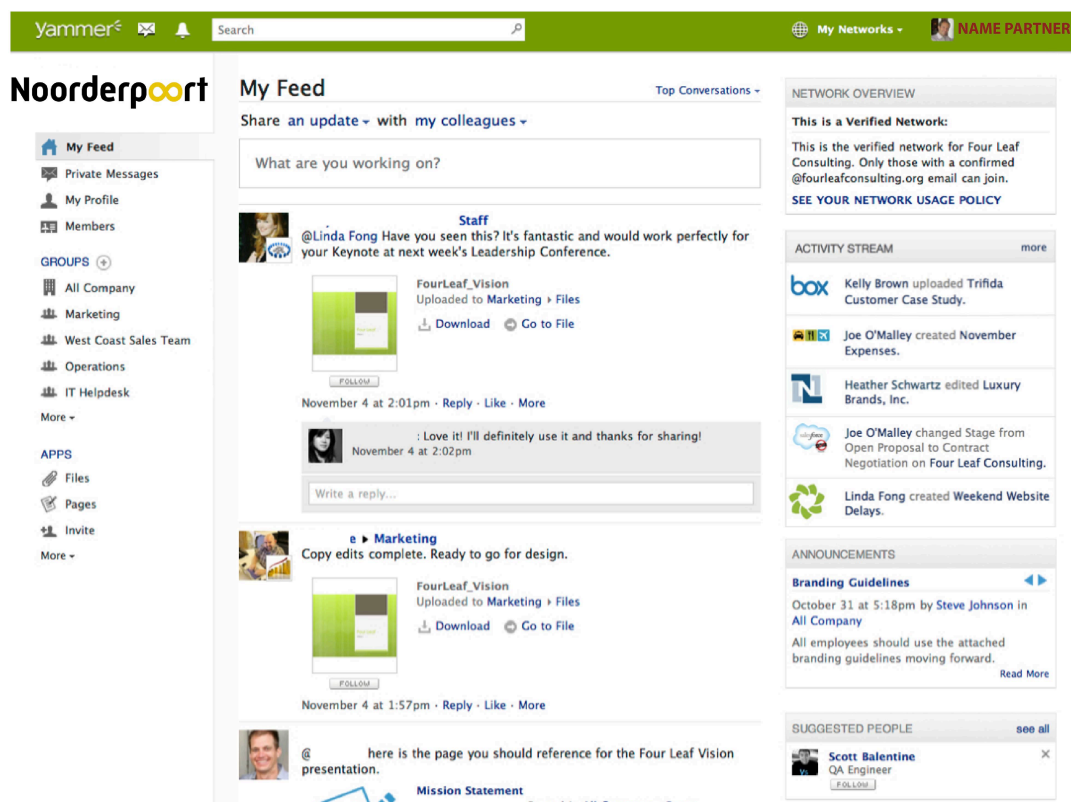 yammer
Search
My Networks
NAME PARTNER
Noorderpoort
My Feed
Private Messages
My Profile
Members
GROUPS
All Company
Marketing
West Coast Sales Team
Operations
IT Helpdesk
More
APPS
Files
Pages
Invite
More
My Feed
Top Conversations
Share an update with my colleagues
What are you working on?
Staff
@Linda Fong Have you seen this? It's fantastic and would work perfectly for
your Keynote at next week's Leadership Conference.
FourLeaf_Vision
Uploaded to Marketing › Files
Download Go to File
FOLLOW
November 4 at 2:01pm · Reply · Like · More
: Love it! I'll definitely use it and thanks for sharing!
November 4 at 2:02pm
Write a reply...
e ▸ Marketing
Copy edits complete. Ready to go for design.
FourLeaf_Vision
Uploaded to Marketing › Files
Download Go to File
FOLLOW
November 4 at 1:57pm · Reply · Like · More
@ here is the page you should reference for the Four Leaf Vision
presentation.
Mission Statement
NETWORK OVERVIEW
This is a Verified Network:
This is the verified network for Four Leaf
Consulting. Only those with a confirmed
@fourleafconsulting.org email can join.
SEE YOUR NETWORK USAGE POLICY
ACTIVITY STREAM more
box
Kelly Brown uploaded Trifida
Customer Case Study.
Joe O'Malley created November
Expenses.
N
Heather Schwartz edited Luxury
Brands, Inc.
salesforce
Joe O'Malley changed Stage from
Open Proposal to Contract
Negotiation on Four Leaf Consulting.
Linda Fong created Weekend Website
Delays.
ANNOUNCEMENTS
Branding Guidelines
October 31 at 5:18pm by Steve Johnson in
All Company
All employees should use the attached
branding guidelines moving forward.
Read More
SUGGESTED PEOPLE see all
Scott Balentine
QA Engineer
FOLLOW